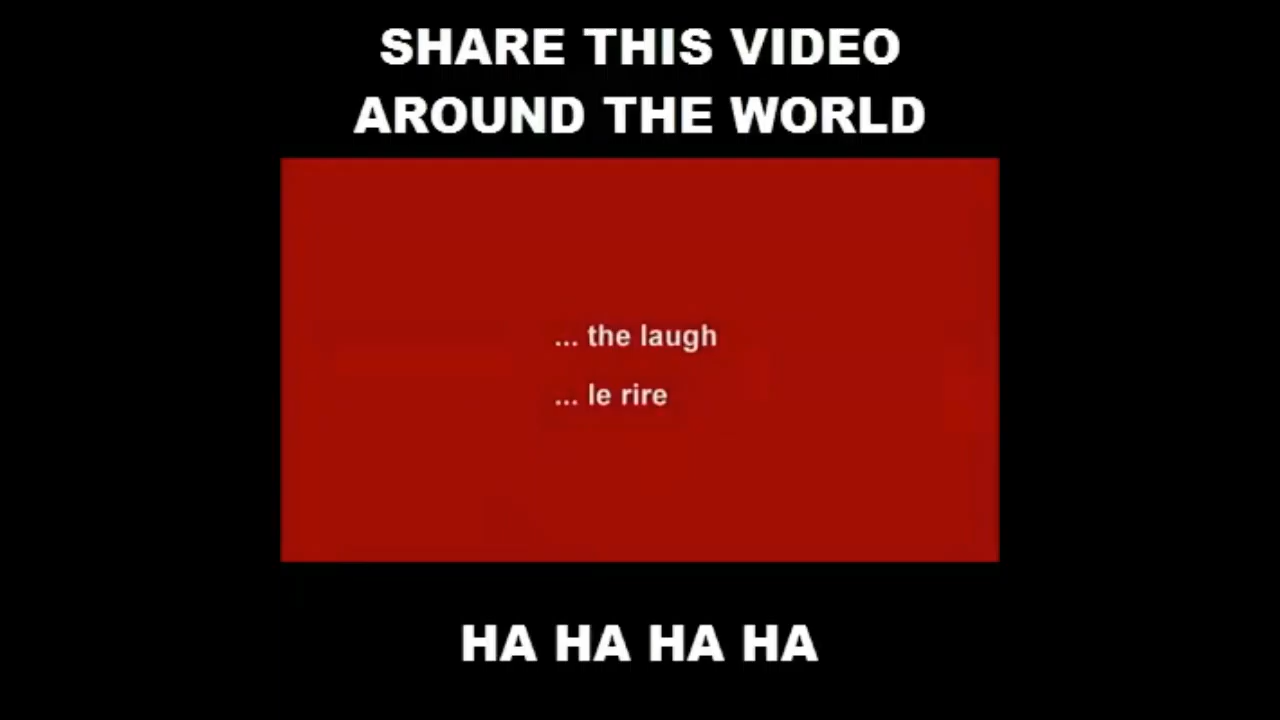 SHARE THIS VIDEO
AROUND THE WORLD
... the laugh
... le rire
HA HA HA HA